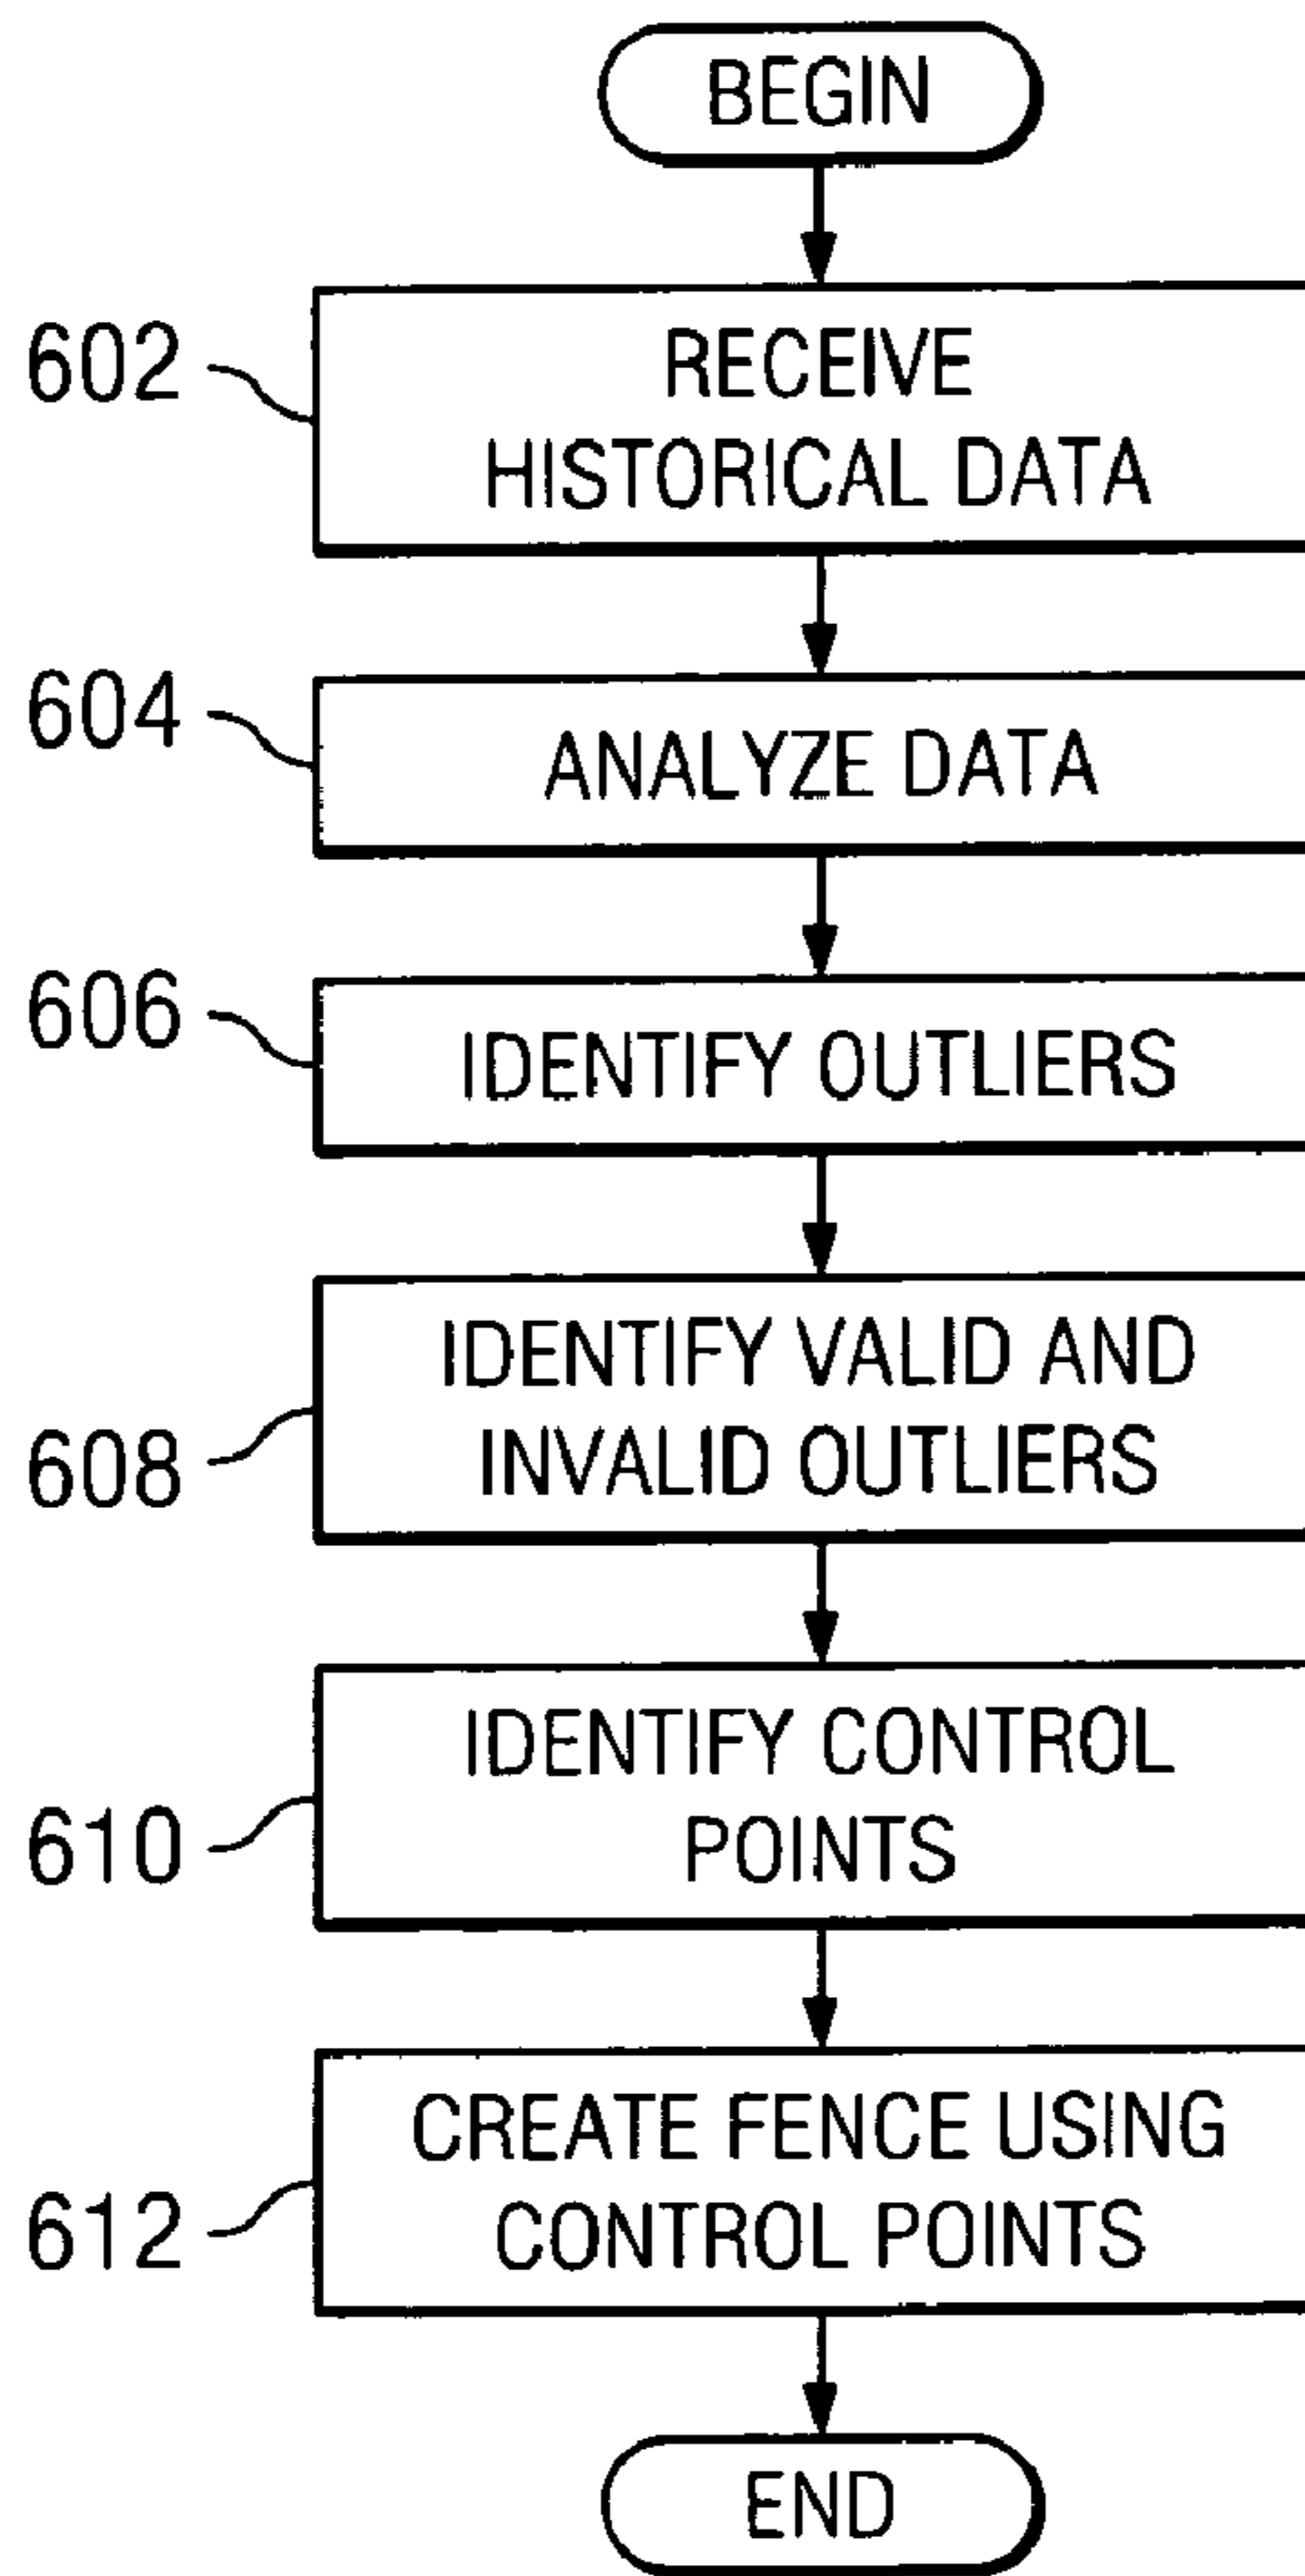 BEGIN
602
RECEIVE
HISTORICAL DATA
604
ANALYZE DATA
606
IDENTIFY OUTLIERS
608
IDENTIFY VALID AND
INVALID OUTLIERS
610
IDENTIFY CONTROL
POINTS
612
CREATE FENCE USING
CONTROL POINTS
END